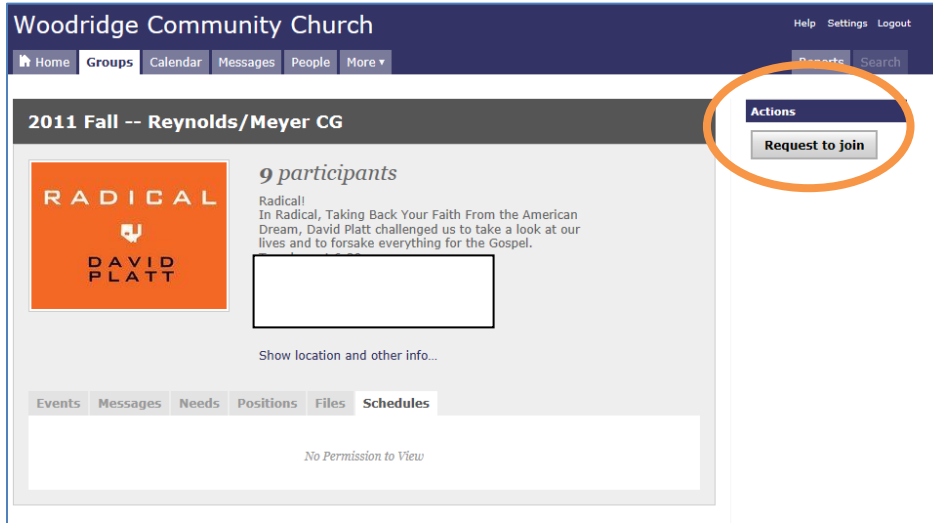 Woodridge Community Church
Help Settings Logout
Home Groups Calendar Messages People More ▾
Reports Search
2011 Fall -- Reynolds/Meyer CG
Actions
Request to join
RADICAL
DAVID
PLATT
9 participants
Radical!
In Radical, Taking Back Your Faith From the American
Dream, David Platt challenged us to take a look at our
lives and to forsake everything for the Gospel.
Show location and other info...
Events Messages Needs Positions Files Schedules
No Permission to View